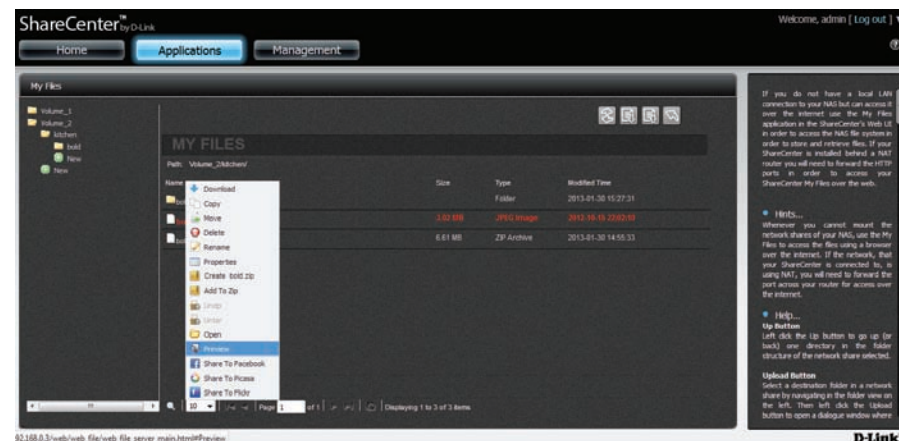 ShareCenter™ by D-Link
Welcome, admin [ Log out ]
Home
Applications
Management
My Files
Volume_1
Volume_2
kitchen
bold
New
New
MY FILES
Path: Volume_2/kitchen/
Name
Size
Type
Modified Time
Folder
2013-01-30 15:27:31
3.02 MB
JPEG Image
6.61 MB
ZIP Archive
2013-01-30 14:55:33
Download
Copy
Move
Delete
Rename
Properties
Create bold.zip
Add To Zip
Unzip
Untar
Open
Preview
Share To Facebook
Share To Picasa
Share To Flickr
10
Page 1 of 1
Displaying 1 to 3 of 3 items
If you do not have a local LAN
connection to your NAS but can access it
over the internet use the My Files
application in the ShareCenter's Web UI
in order to access the NAS file system in
order to store and retrieve files. If your
ShareCenter is installed behind a NAT
router you will need to forward the HTTP
ports in order to access your
ShareCenter My Files over the web.
Hints...
Whenever you cannot mount the
network shares of your NAS, use the My
Files to access the files using a browser
over the internet. If the network, that
your ShareCenter is connected to, is
using NAT, you will need to forward the
port across your router for access over
the internet.
Help...
Up Button
Left click the Up button to go up (or
back) one directory in the folder
structure of the network share selected.
Upload Button
Select a destination folder in a network
share by navigating in the folder view on
the left. Then left click the Upload
button to open a dialogue window where
92.168.0.3/web/web_file/web_file_server_main.html#Preview
D-Link